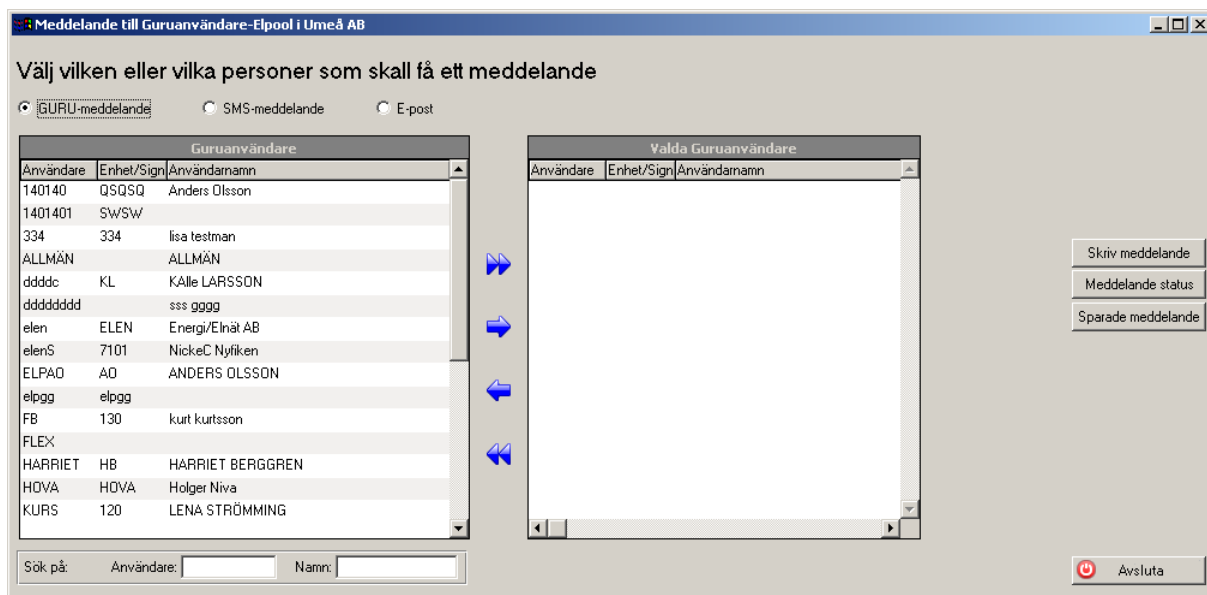 Meddelande till Guruanvändare-Elpool i Umeå AB
Välj vilken eller vilka personer som skall få ett meddelande
GURU-meddelande SMS-meddelande E-post
Guruanvändare
Användare Enhet/Sign Användarnamn
140140 QSQSQ Anders Olsson
1401401 SWSW
334 334 lisa testman
ALLMÄN ALLMÄN
ddddc KL KAlle LARSSON
dddddddd sss gggg
elen ELEN Energi/Elnät AB
elenS 7101 NickeC Nyfiken
ELPAO AO ANDERS OLSSON
elpgg elpgg
FB 130 kurt kurtsson
FLEX
HARRIET HB HARRIET BERGGREN
HOVA HOVA Holger Niva
KURS 120 LENA STRÖMMING
Valda Guruanvändare
Användare Enhet/Sign Användarnamn
Skriv meddelande
Meddelande status
Sparade meddelande
Sök på: Användare: Namn:
Avsluta